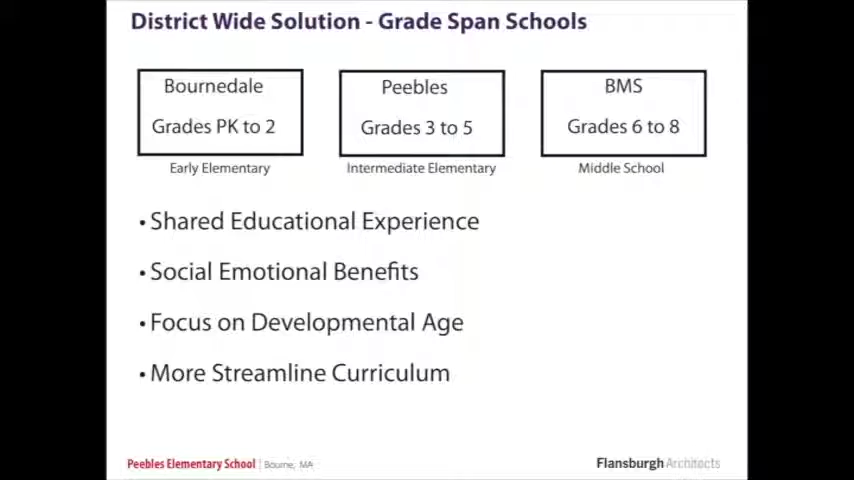 District Wide Solution - Grade Span Schools
Bournedale
Grades PK to 2
Early Elementary
Peebles
Grades 3 to 5
Intermediate Elementary
BMS
Grades 6 to 8
Middle School
• Shared Educational Experience
• Social Emotional Benefits
• Focus on Developmental Age
• More Streamline Curriculum
Peebles Elementary School | Bourne, MA
Flansburgh Architects